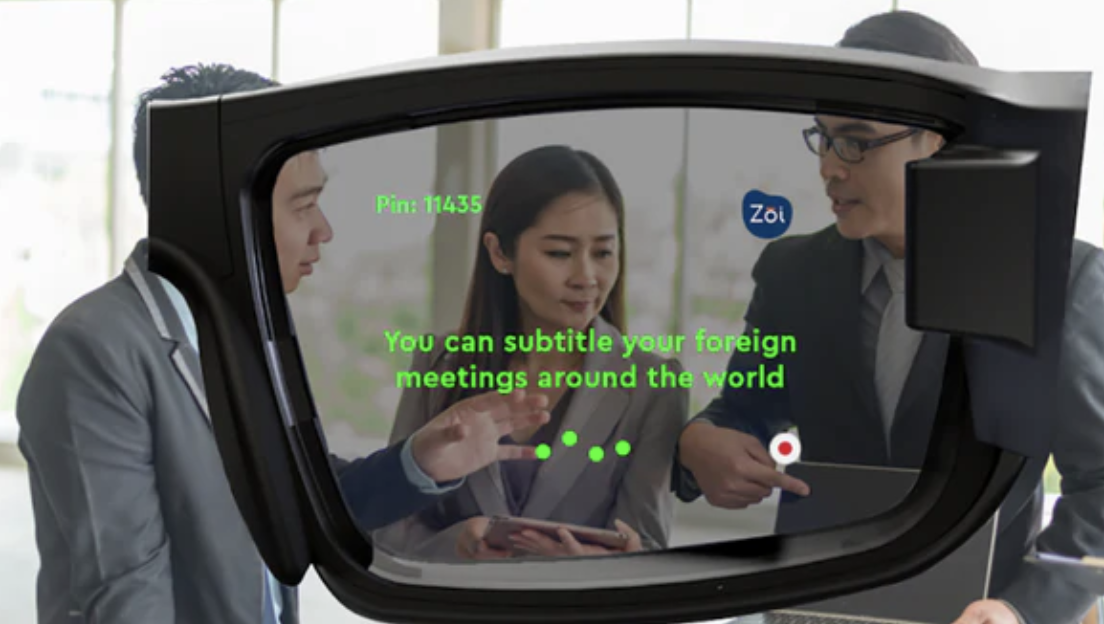 Pin: 11435
Zoi
You can subtitle your foreign
meetings around the world